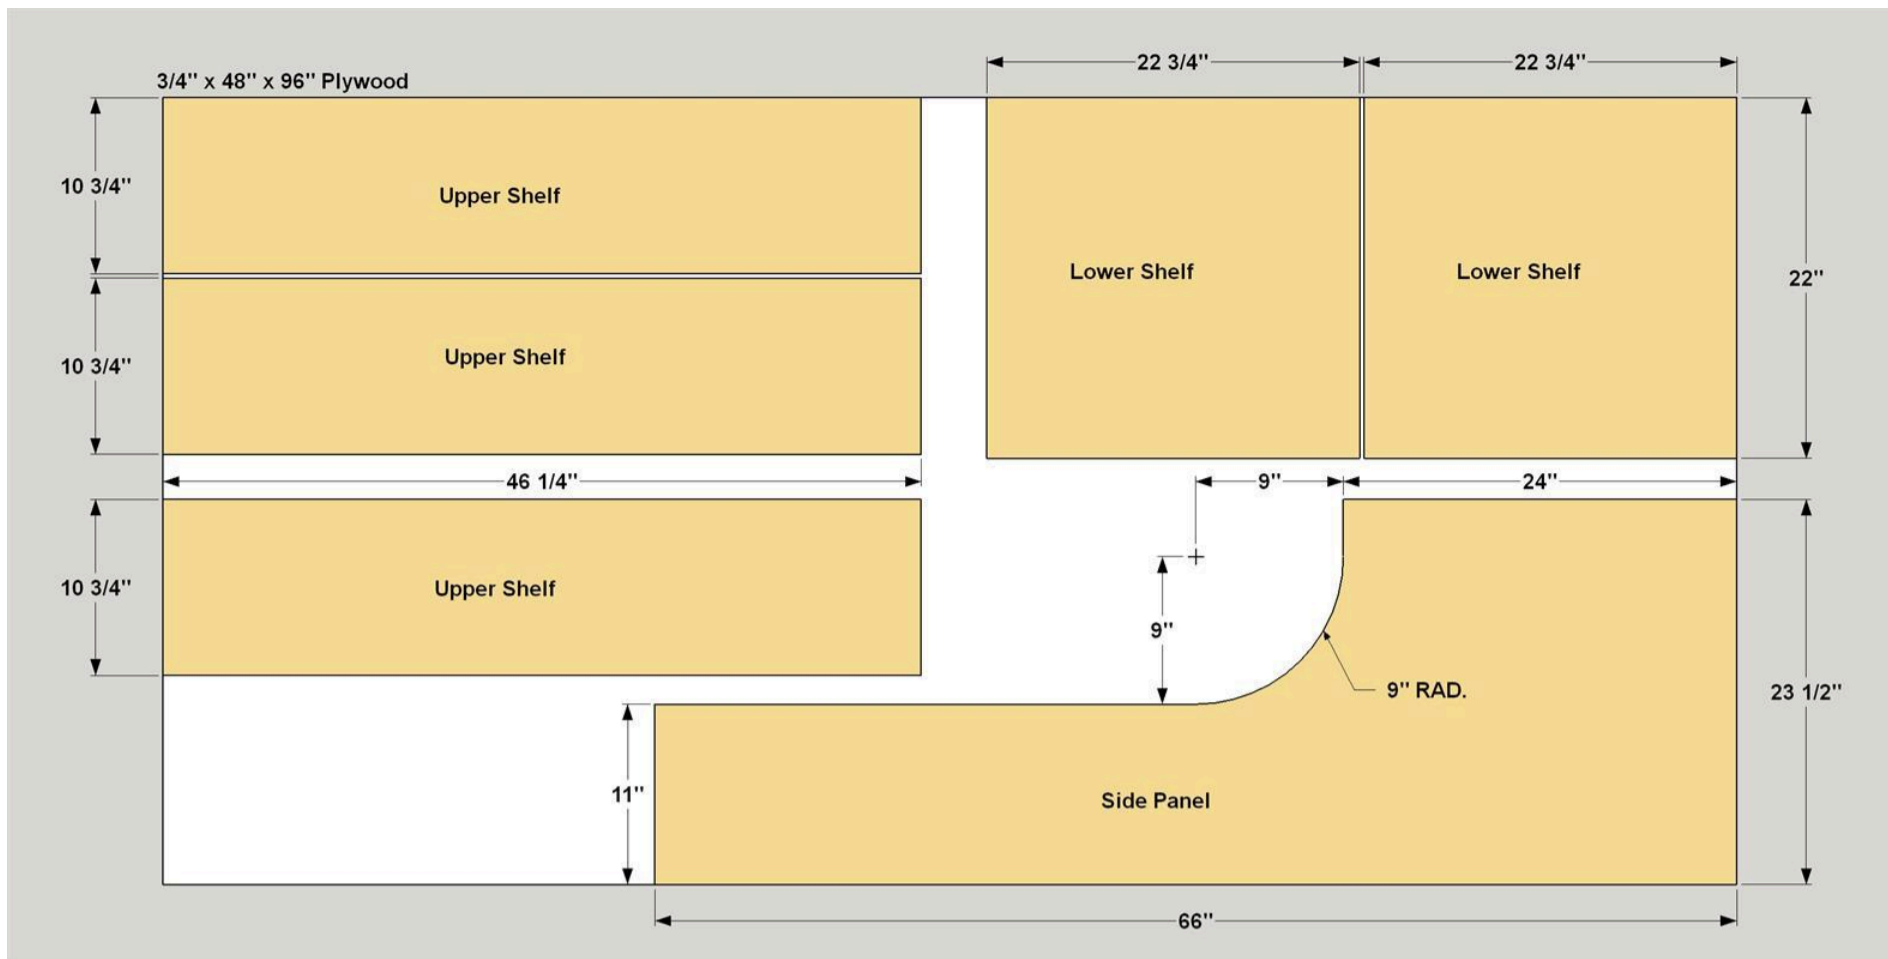 22 3/4"
22 3/4"
3/4" x 48" x 96" Plywood
10 3/4"
Upper Shelf
Lower Shelf
Lower Shelf
22"
10 3/4"
Upper Shelf
46 1/4"
9"
24"
10 3/4"
Upper Shelf
9"
9" RAD.
23 1/2"
11"
Side Panel
66"